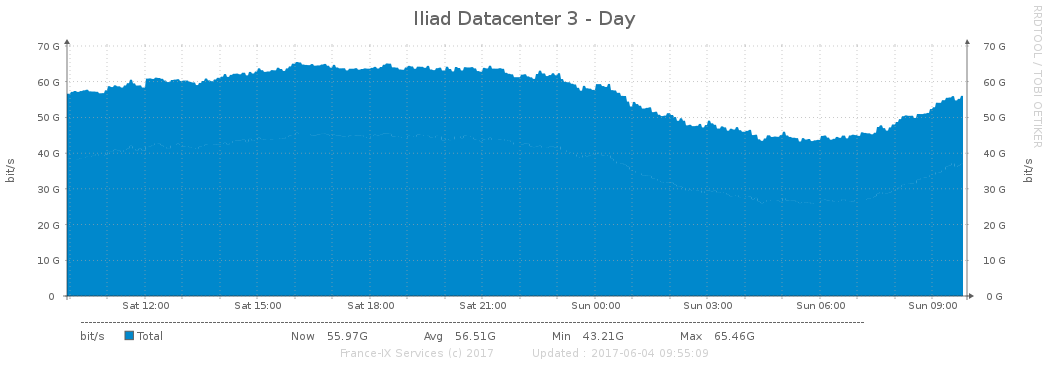 Iliad Datacenter 3 - Day
RRDTOOL / TOBI OETIKER
bit/s
bit/s
70 G 70 G
60 G 60 G
50 G 50 G
40 G 40 G
30 G 30 G
20 G 20 G
10 G 10 G
0 0 G
Sat 12:00 Sat 15:00 Sat 18:00 Sat 21:00 Sun 00:00 Sun 03:00 Sun 06:00 Sun 09:00
bit/s Total Now 55.97G Avg 56.51G Min 43.21G Max 65.46G
France-IX Services (c) 2017 Updated : 2017-06-04 09:55:09